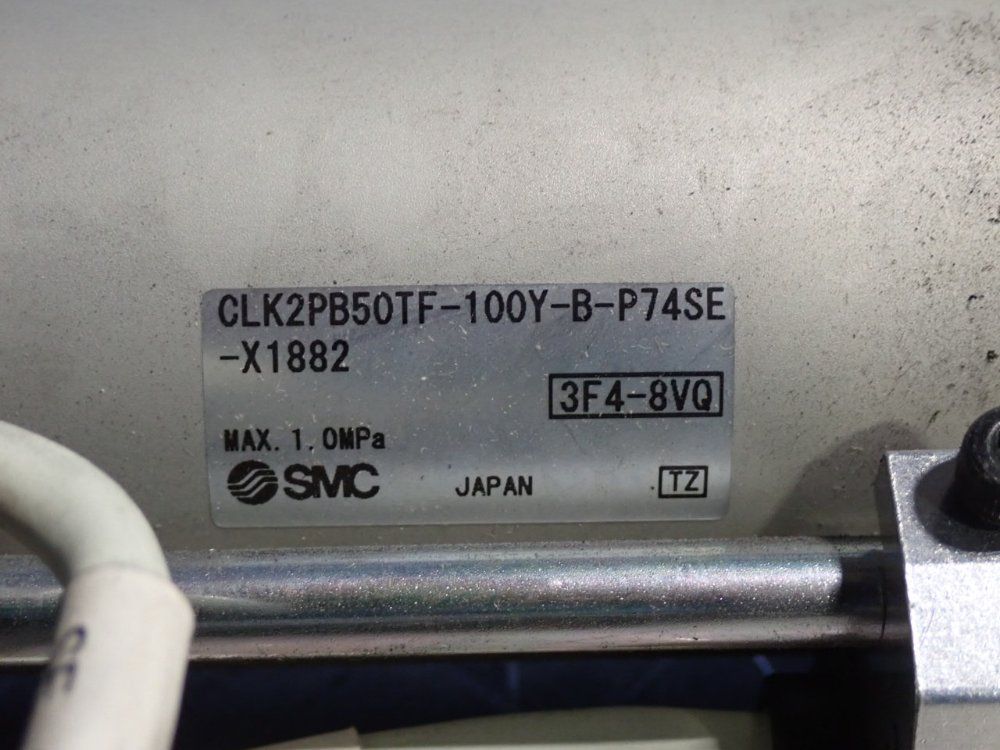 CLK2PB50TF-100Y-B-P74SE
-X1882
3F4-8VQ
MAX. 1.0MPa
SMC JAPAN TZ